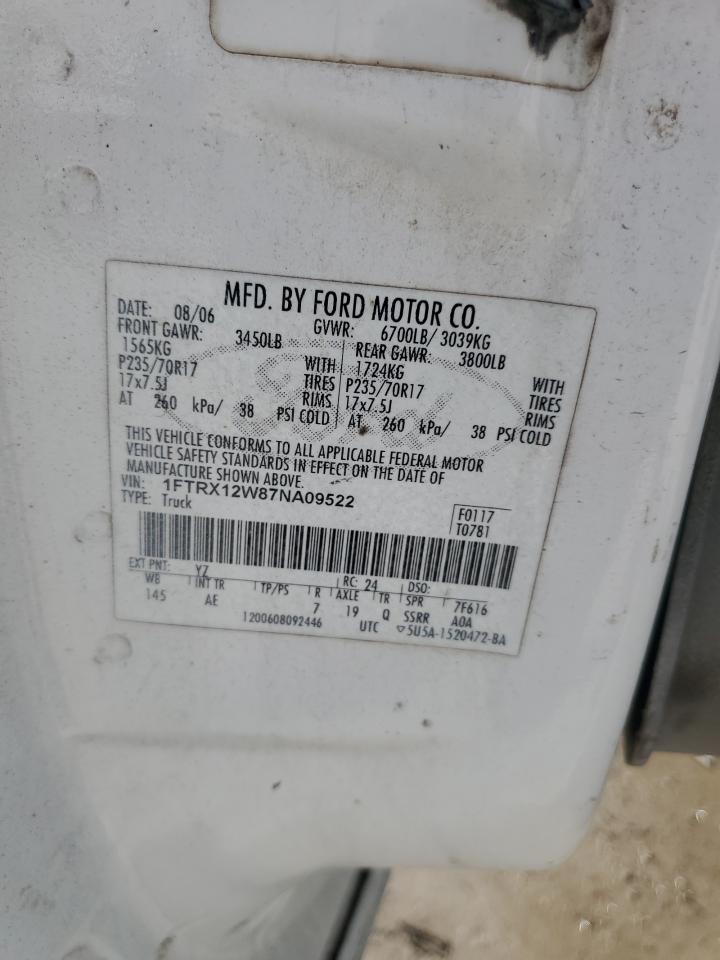 MFD. BY FORD MOTOR CO.
DATE: 08/06 GVWR: 6700LB/ 3039KG
FRONT GAWR: 3450LB REAR GAWR: 3800LB
1565KG WITH 1724KG WITH
P235/70R17 TIRES P235/70R17 TIRES
17x7.5J RIMS 17x7.5J RIMS
AT 260 kPa/ 38 PSI COLD AT 260 kPa/ 38 PSI COLD
Ford
THIS VEHICLE CONFORMS TO ALL APPLICABLE FEDERAL MOTOR
VEHICLE SAFETY STANDARDS IN EFFECT ON THE DATE OF
MANUFACTURE SHOWN ABOVE.
VIN: 1FTRX12W87NA09522 F0117
TYPE: Truck T0781
EXT PNT: YZ RC: 24 DSO:
WB INT TR TP/PS R AXLE TR SPR 7F616
145 AE 7 19 Q SSRR AOA
1200608092446 UTC ▽5U5A-1520472-BA